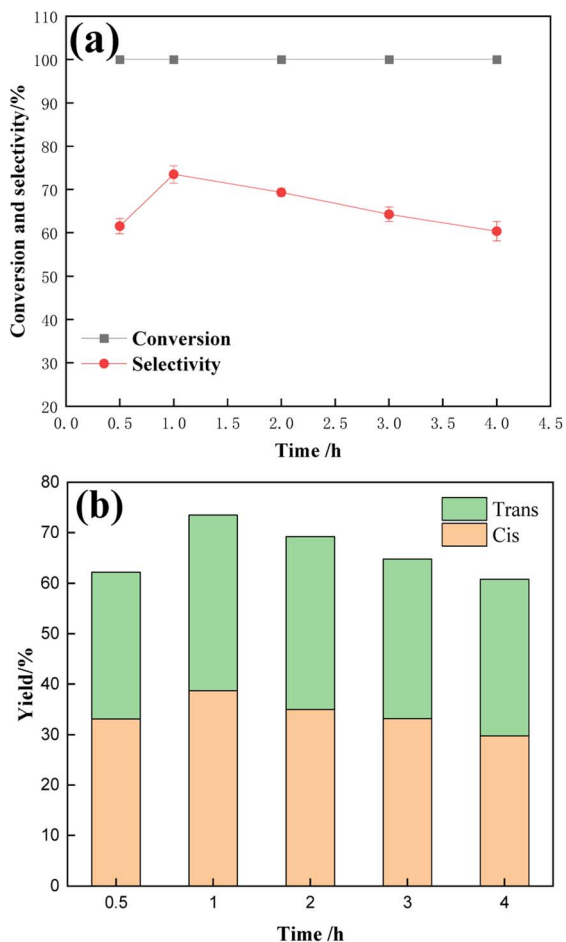 (a)
Conversion and selectivity/%
110
100
90
80
70
60
50
40
30
20
Conversion
Selectivity
0.0 0.5 1.0 1.5 2.0 2.5 3.0 3.5 4.0 4.5
Time /h
(b)
Yield/%
80
70
60
50
40
30
20
10
0
Trans
Cis
0.5 1 2 3 4
Time /h